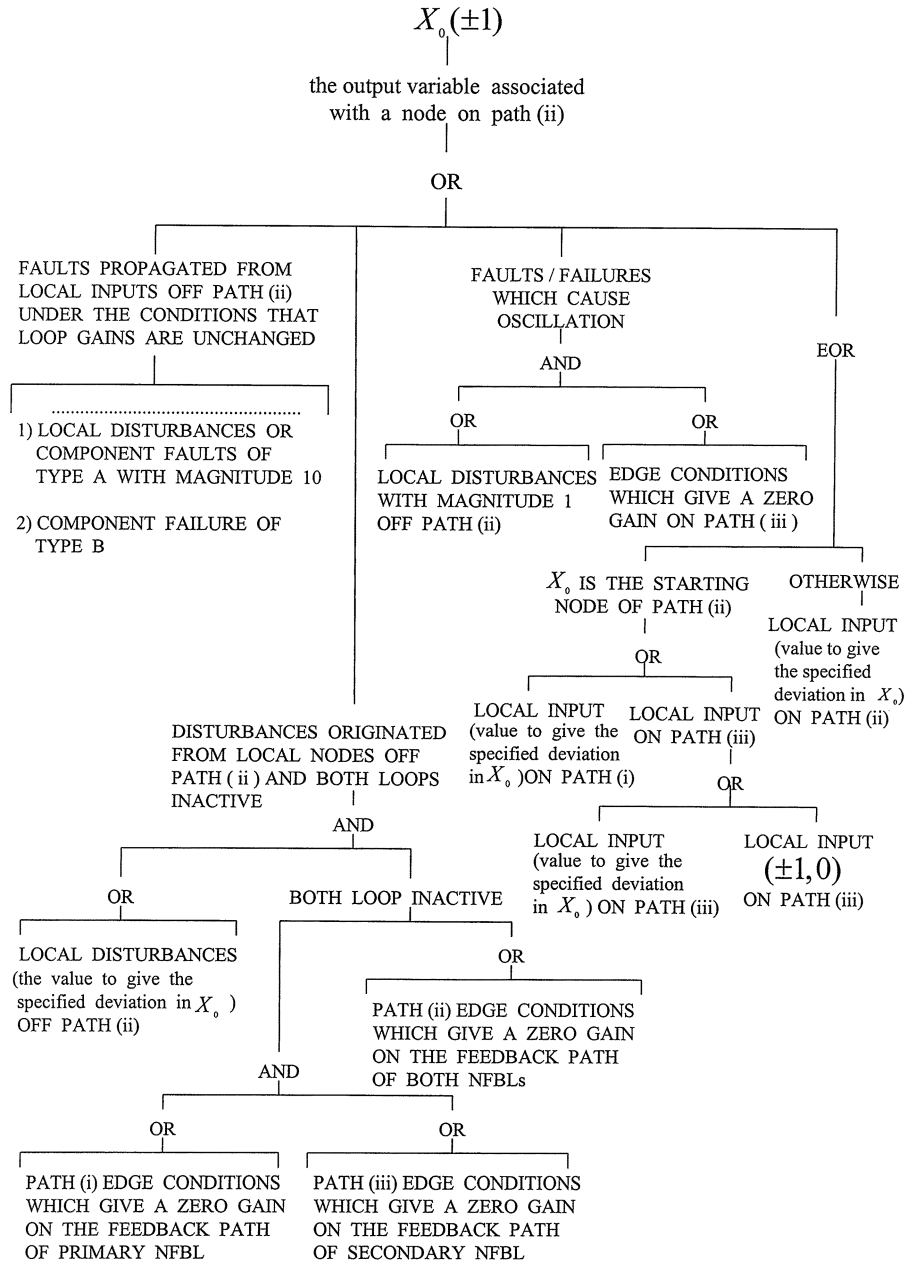 X₀(±1)
the output variable associated
with a node on path (ii)
OR
FAULTS PROPAGATED FROM
LOCAL INPUTS OFF PATH (ii)
UNDER THE CONDITIONS THAT
LOOP GAINS ARE UNCHANGED
1) LOCAL DISTURBANCES OR
COMPONENT FAULTS OF
TYPE A WITH MAGNITUDE 10
2) COMPONENT FAILURE OF
TYPE B
FAULTS / FAILURES
WHICH CAUSE
OSCILLATION
AND
OR
LOCAL DISTURBANCES
WITH MAGNITUDE 1
OFF PATH (ii)
OR
EDGE CONDITIONS
WHICH GIVE A ZERO
GAIN ON PATH ( iii )
EOR
X₀ IS THE STARTING
NODE OF PATH (ii)
OR
LOCAL INPUT
(value to give the
specified deviation
in X₀ ) ON PATH (i)
LOCAL INPUT
ON PATH (iii)
OR
LOCAL INPUT
(value to give the
specified deviation
in X₀ ) ON PATH (iii)
LOCAL INPUT
(±1,0)
ON PATH (iii)
OTHERWISE
LOCAL INPUT
(value to give
the specified
deviation in X₀)
ON PATH (ii)
DISTURBANCES ORIGINATED
FROM LOCAL NODES OFF
PATH ( ii ) AND BOTH LOOPS
INACTIVE
AND
OR
LOCAL DISTURBANCES
(the value to give the
specified deviation in X₀ )
OFF PATH (ii)
BOTH LOOP INACTIVE
OR
PATH (ii) EDGE CONDITIONS
WHICH GIVE A ZERO GAIN
ON THE FEEDBACK PATH
OF BOTH NFBLs
AND
OR
PATH (i) EDGE CONDITIONS
WHICH GIVE A ZERO GAIN
ON THE FEEDBACK PATH
OF PRIMARY NFBL
OR
PATH (iii) EDGE CONDITIONS
WHICH GIVE A ZERO GAIN
ON THE FEEDBACK PATH
OF SECONDARY NFBL